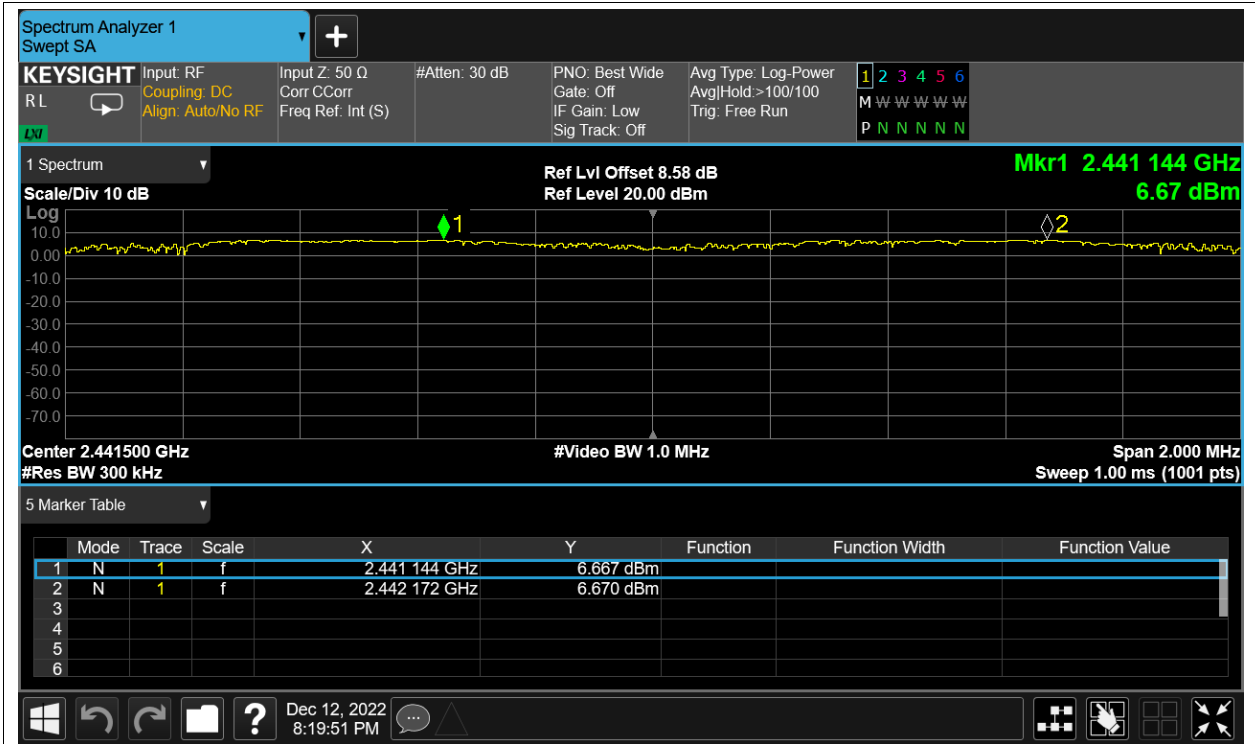 Spectrum Analyzer 1
Swept SA
KEYSIGHT Input: RF Input Z: 50 Ω #Atten: 30 dB PNO: Best Wide Avg Type: Log-Power 1 2 3 4 5 6
R L Coupling: DC Corr CCorr Gate: Off Avg|Hold:>100/100 M W W W W W W
Align: Auto/No RF Freq Ref: Int (S) IF Gain: Low Trig: Free Run
LXI Sig Track: Off P N N N N N N
1 Spectrum Ref Lvl Offset 8.58 dB Mkr1 2.441 144 GHz
Scale/Div 10 dB Ref Level 20.00 dBm 6.67 dBm
Log
1 2
10.0
0.00
-10.0
-20.0
-30.0
-40.0
-50.0
-60.0
-70.0
Center 2.441500 GHz #Video BW 1.0 MHz Span 2.000 MHz
#Res BW 300 kHz Sweep 1.00 ms (1001 pts)
5 Marker Table
Mode Trace Scale X Y Function Function Width Function Value
1 N 1 f 2.441 144 GHz 6.667 dBm
2 N 1 f 2.442 172 GHz 6.670 dBm
3
4
5
6
? Dec 12, 2022
8:19:51 PM